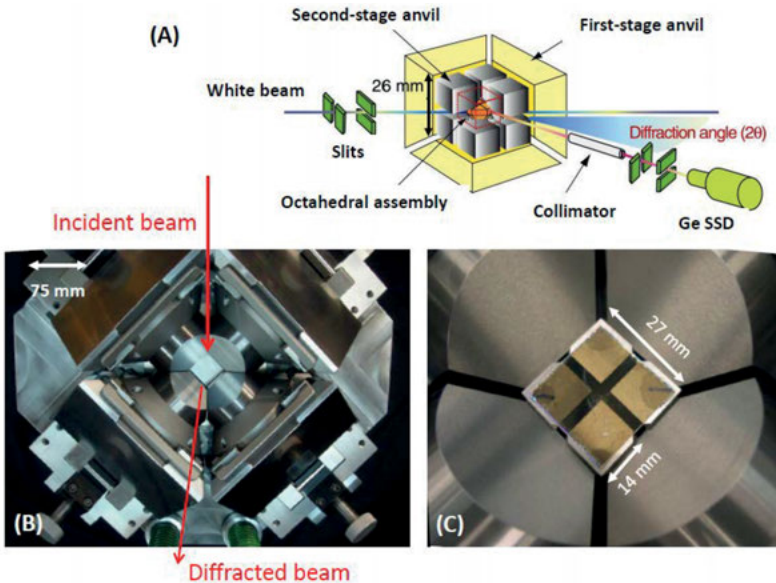 (A)
Second-stage anvil
First-stage anvil
White beam
26 mm
Slits
Diffraction angle (2θ)
Octahedral assembly
Collimator
Ge SSD
Incident beam
75 mm
27 mm
14 mm
(B)
(C)
Diffracted beam